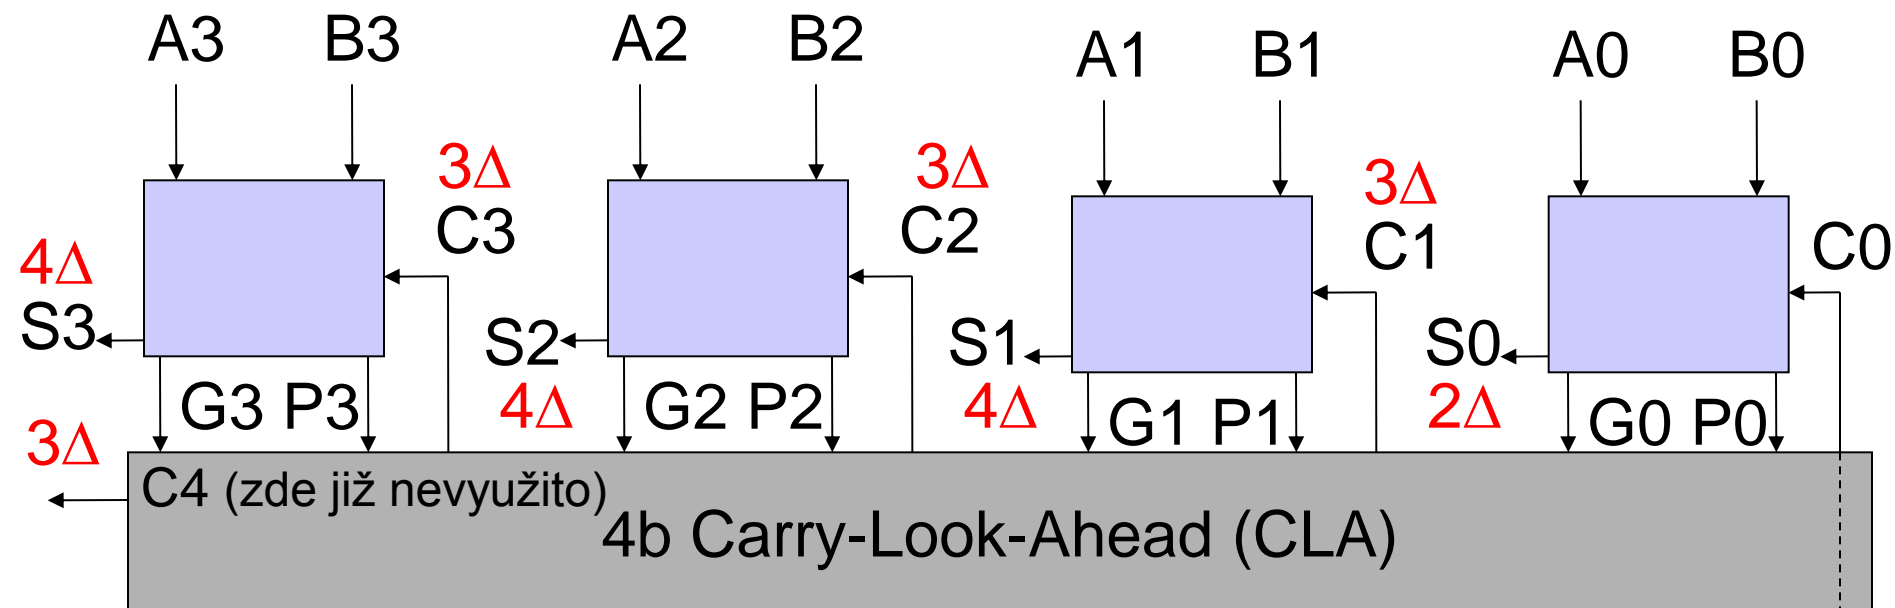 A3 B3 A2 B2 A1 B1 A0 B0
3Δ 3Δ 3Δ
C3 C2 C1 C0
4Δ
S3 S2 S1 S0
G3 P3 4Δ G2 P2 4Δ G1 P1 2Δ G0 P0
3Δ
C4 (zde již nevyužito)
4b Carry-Look-Ahead (CLA)